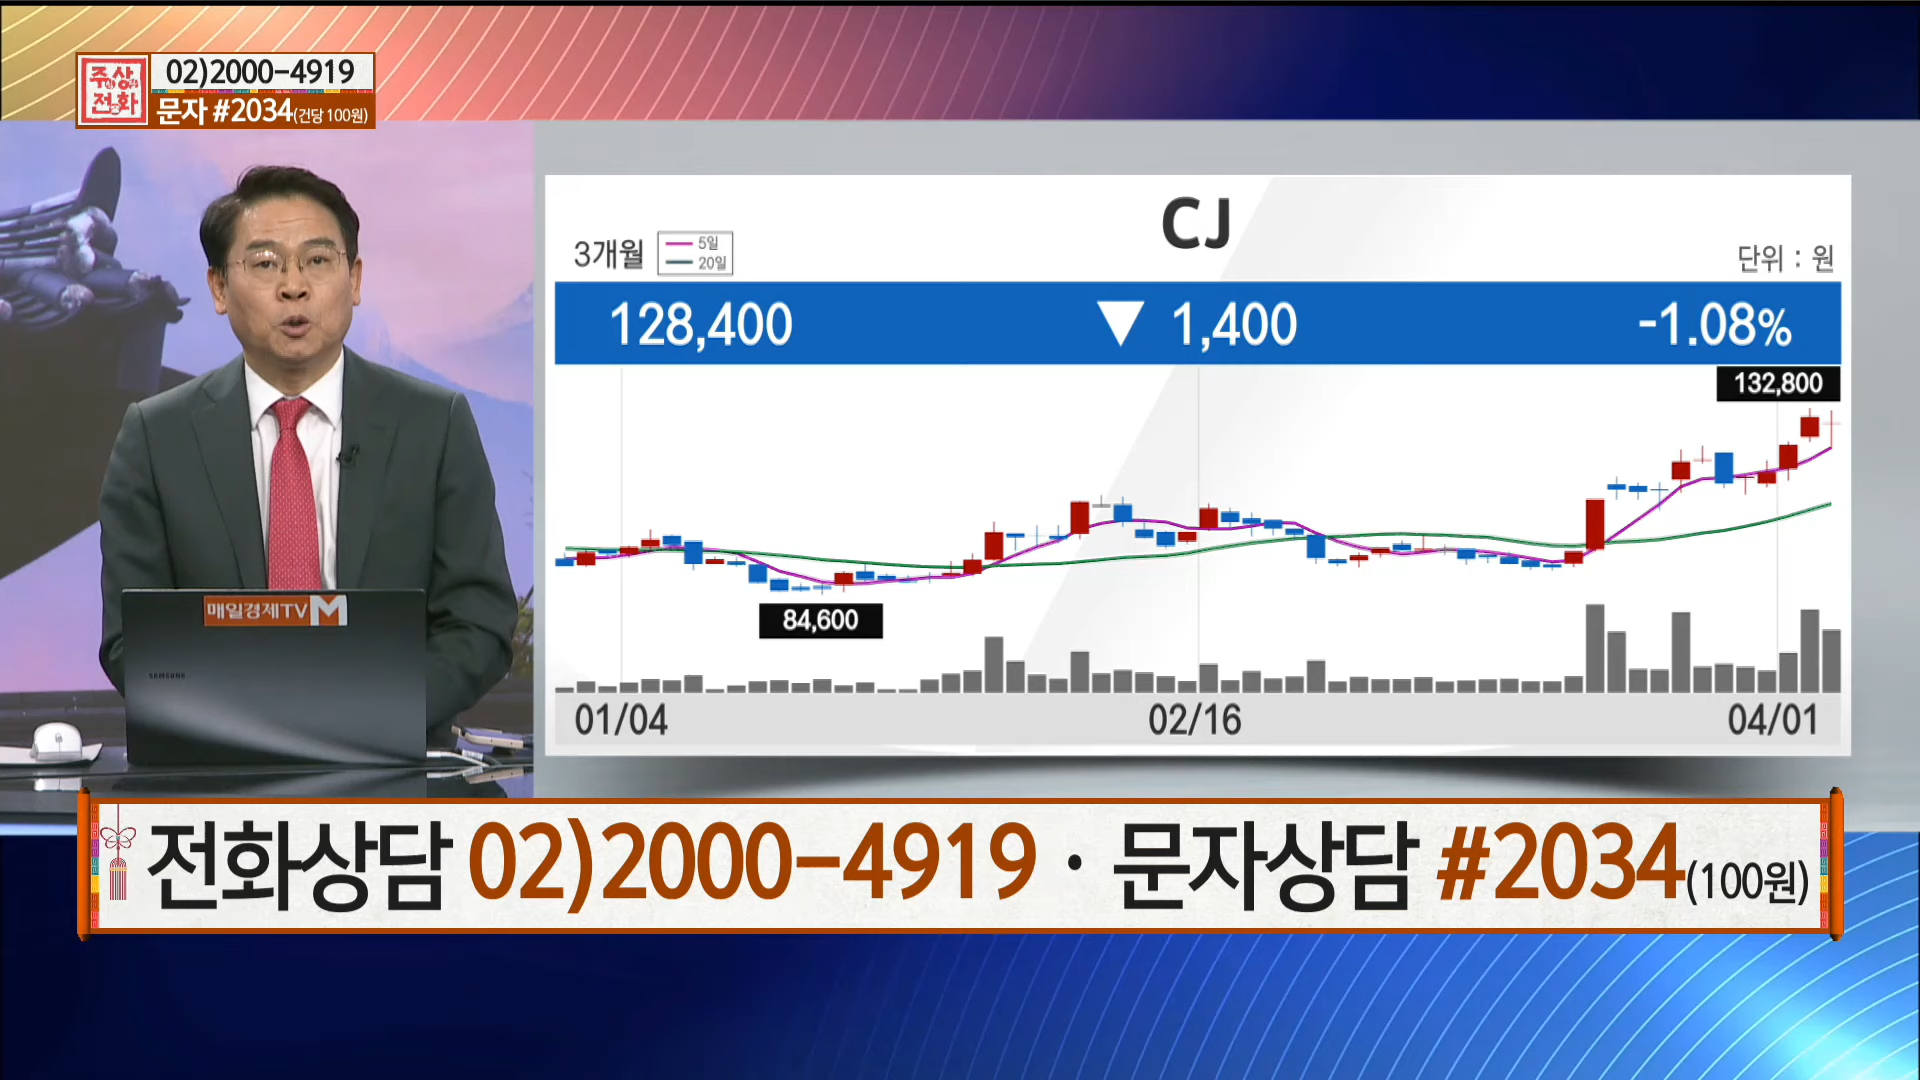 주상
전화
02)2000-4919
문자 #2034(건당 100원)
CJ
3개월
5일
20일
단위 : 원
128,400 ▼ 1,400 -1.08%
132,800
84,600
01/04 02/16 04/01
매일경제TV M
SAMSUNG
전화상담 02)2000-4919 · 문자상담 #2034(100원)